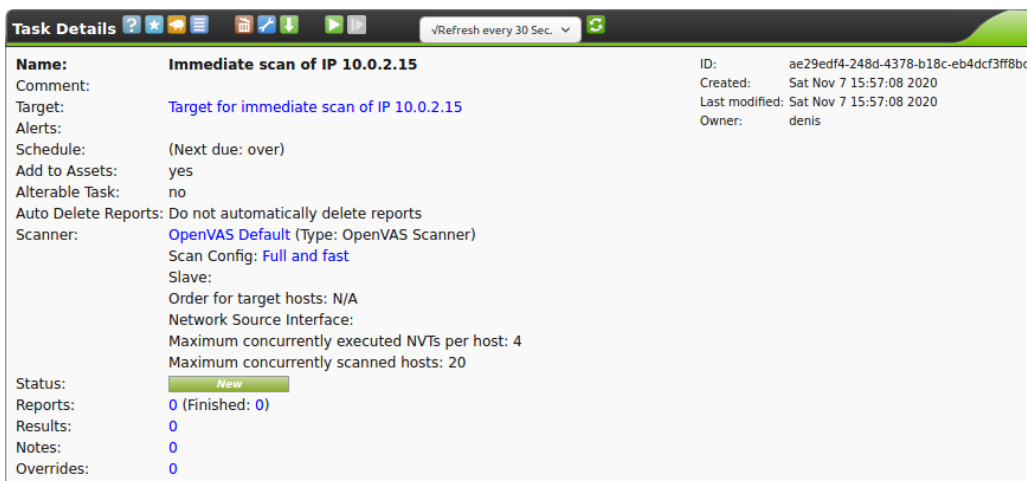 Task Details
√Refresh every 30 Sec.
Name: Immediate scan of IP 10.0.2.15
Comment:
Target: Target for immediate scan of IP 10.0.2.15
Alerts:
Schedule: (Next due: over)
Add to Assets: yes
Alterable Task: no
Auto Delete Reports: Do not automatically delete reports
Scanner: OpenVAS Default (Type: OpenVAS Scanner)
Scan Config: Full and fast
Slave:
Order for target hosts: N/A
Network Source Interface:
Maximum concurrently executed NVTs per host: 4
Maximum concurrently scanned hosts: 20
Status: New
Reports: 0 (Finished: 0)
Results: 0
Notes: 0
Overrides: 0
ID:
Created: Sat Nov 7 15:57:08 2020
Last modified: Sat Nov 7 15:57:08 2020
Owner: denis